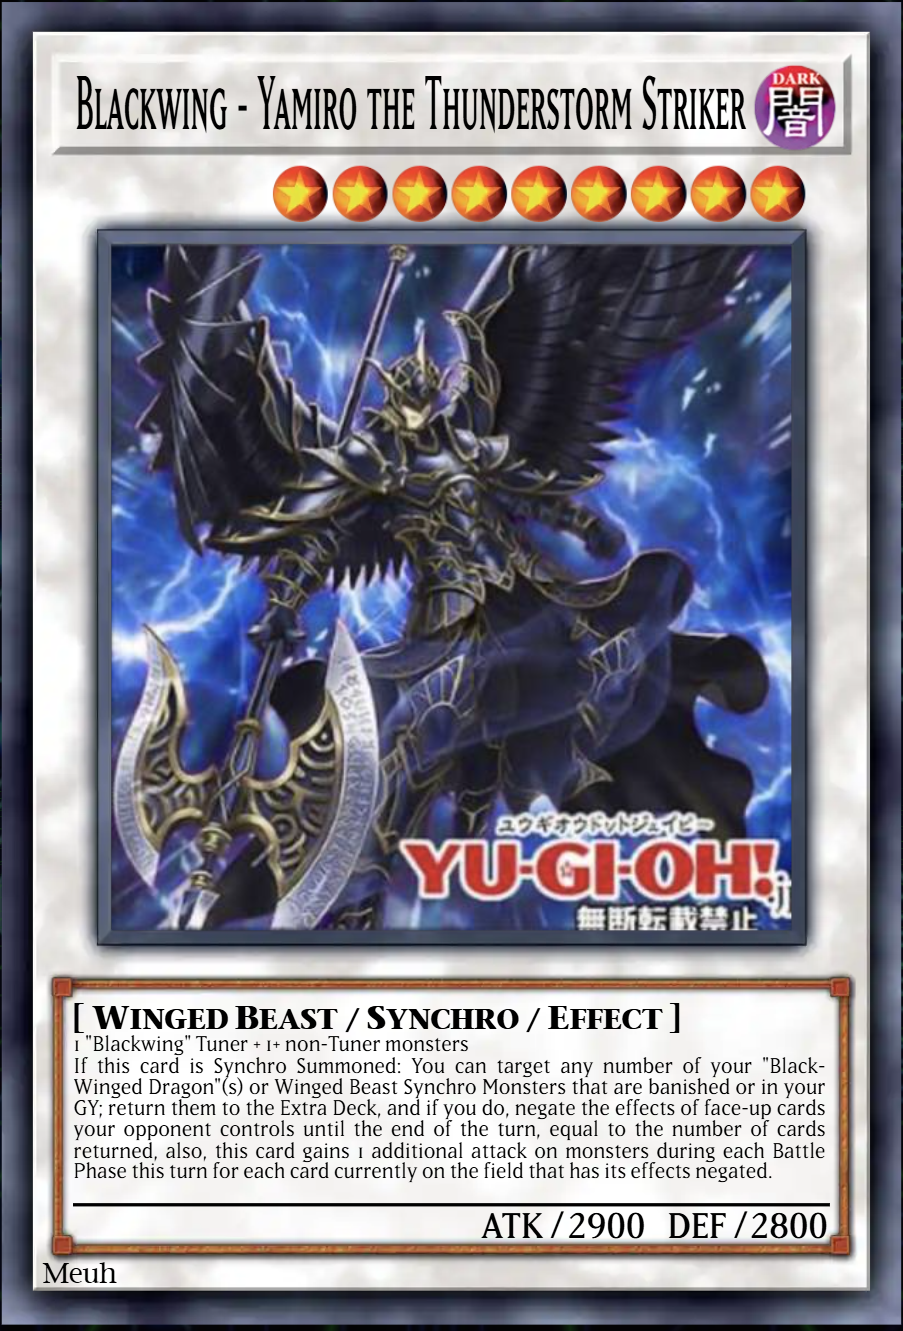 Blackwing - Yamiro the Thunderstorm Striker
DARK
闇
ユウギオウドットジェイピー
YU-GI-OH!.jp
無断転載禁止
[ Winged Beast / Synchro / Effect ]
1 "Blackwing" Tuner + 1+ non-Tuner monsters
If this card is Synchro Summoned: You can target any number of your "Black-
Winged Dragon"(s) or Winged Beast Synchro Monsters that are banished or in your
GY; return them to the Extra Deck, and if you do, negate the effects of face-up cards
your opponent controls until the end of the turn, equal to the number of cards
returned, also, this card gains 1 additional attack on monsters during each Battle
Phase this turn for each card currently on the field that has its effects negated.
ATK / 2900 DEF / 2800
Meuh